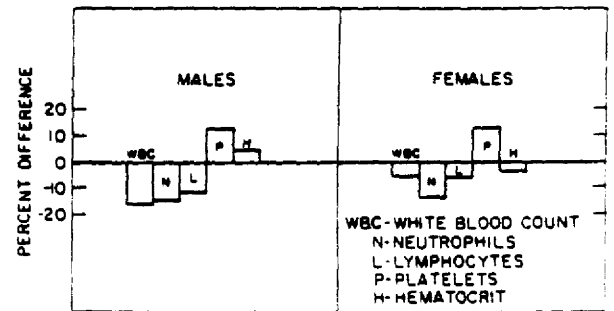 MALES
FEMALES
PERCENT DIFFERENCE
20
10
0
-10
-20
WBC
N
L
P
H
WBC
N
L
P
H
WBC-WHITE BLOOD COUNT
N-NEUTROPHILS
L-LYMPHOCYTES
P-PLATELETS
H-HEMATOCRIT